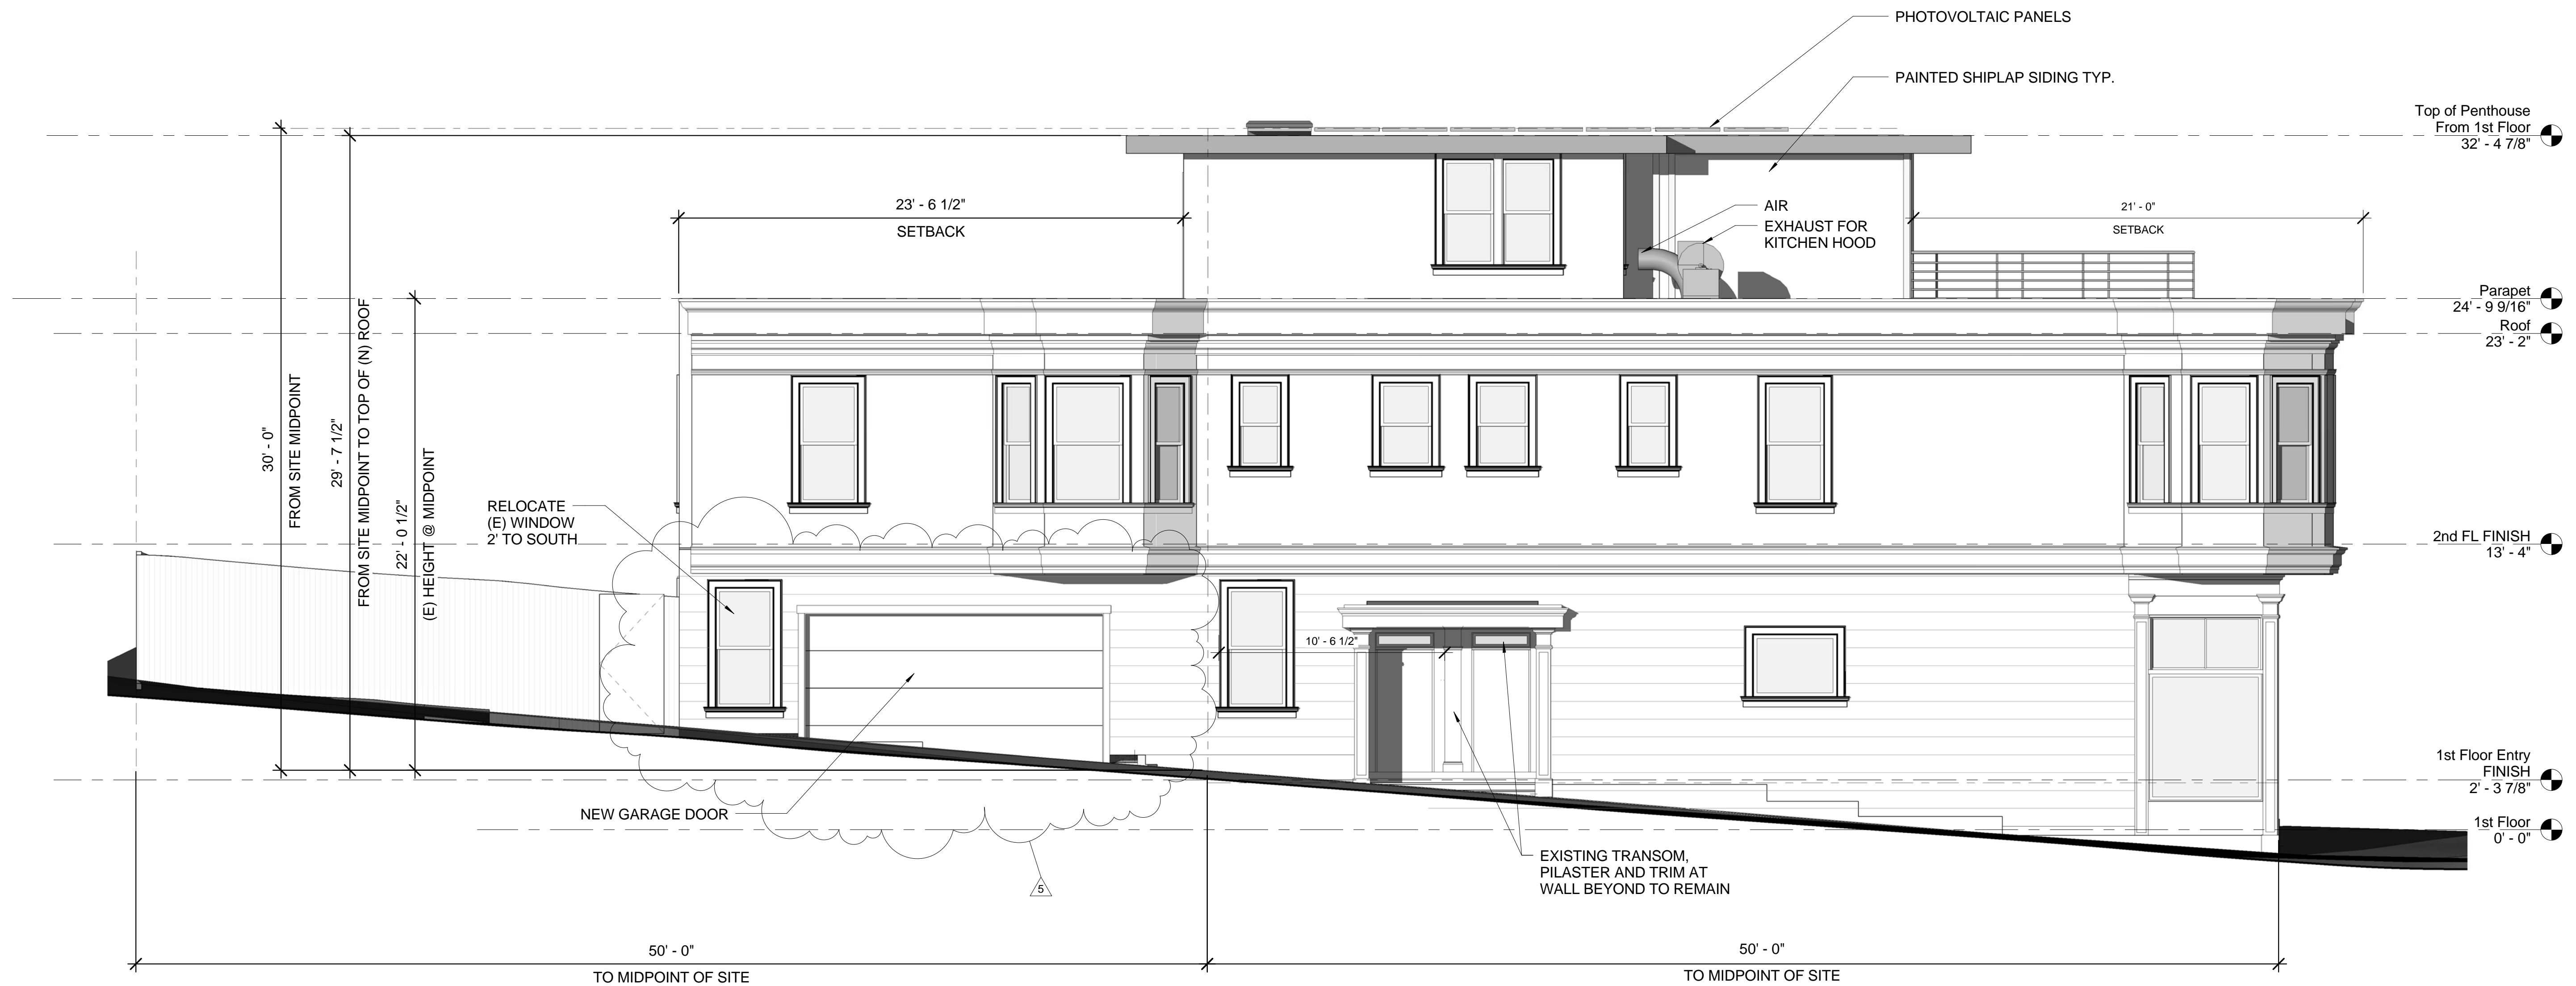 PHOTOVOLTAIC PANELS
PAINTED SHIPLAP SIDING TYP.
Top of Penthouse
From 1st Floor
32' - 4 7/8"
23' - 6 1/2"
SETBACK
AIR
EXHAUST FOR
KITCHEN HOOD
21' - 0"
SETBACK
Parapet
24' - 9 9/16"
Roof
23' - 2"
30' - 0"
FROM SITE MIDPOINT
29' - 7 1/2"
FROM SITE MIDPOINT TO TOP OF (N) ROOF
22' - 0 1/2"
(E) HEIGHT @ MIDPOINT
RELOCATE
(E) WINDOW
2' TO SOUTH
2nd FL FINISH
13' - 4"
10' - 6 1/2"
1st Floor Entry
FINISH
2' - 3 7/8"
NEW GARAGE DOOR
1st Floor
0' - 0"
EXISTING TRANSOM,
PILASTER AND TRIM AT
WALL BEYOND TO REMAIN
5
50' - 0"
TO MIDPOINT OF SITE
50' - 0"
TO MIDPOINT OF SITE